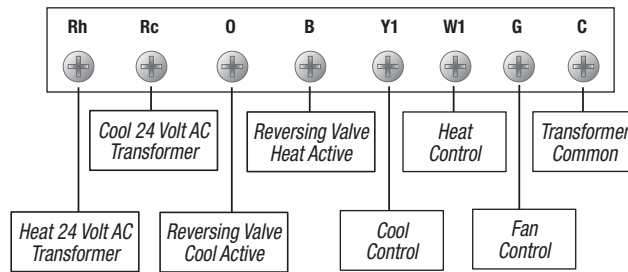 Rh Rc O B Y1 W1 G C
Cool 24 Volt AC
Transformer
Reversing Valve
Heat Active
Heat
Control
Transformer
Common
Heat 24 Volt AC
Transformer
Reversing Valve
Cool Active
Cool
Control
Fan
Control